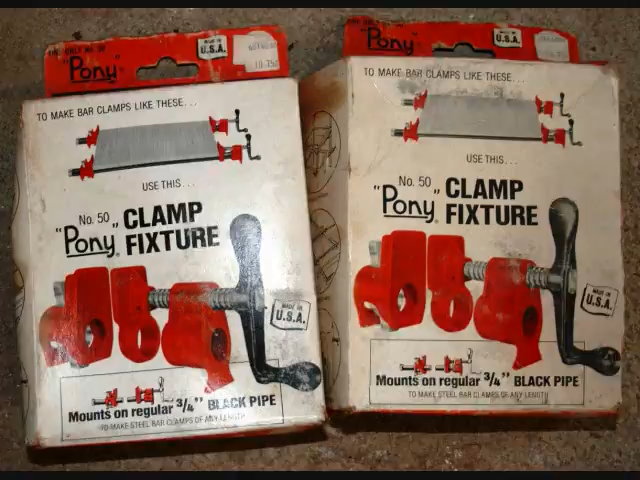 "Pony"
MADE IN
U.S.A.
TO MAKE BAR CLAMPS LIKE THESE...
USE THIS...
No. 50
"Pony" CLAMP
FIXTURE
MADE IN
U.S.A.
Mounts on regular 3/4" BLACK PIPE
TO MAKE STEEL BAR CLAMPS OF ANY LENGTH
"Pony"
MADE IN
U.S.A.
TO MAKE BAR CLAMPS LIKE THESE...
USE THIS...
No. 50
"Pony" CLAMP
FIXTURE
MADE IN
U.S.A.
Mounts on regular 3/4" BLACK PIPE
TO MAKE STEEL BAR CLAMPS OF ANY LENGTH